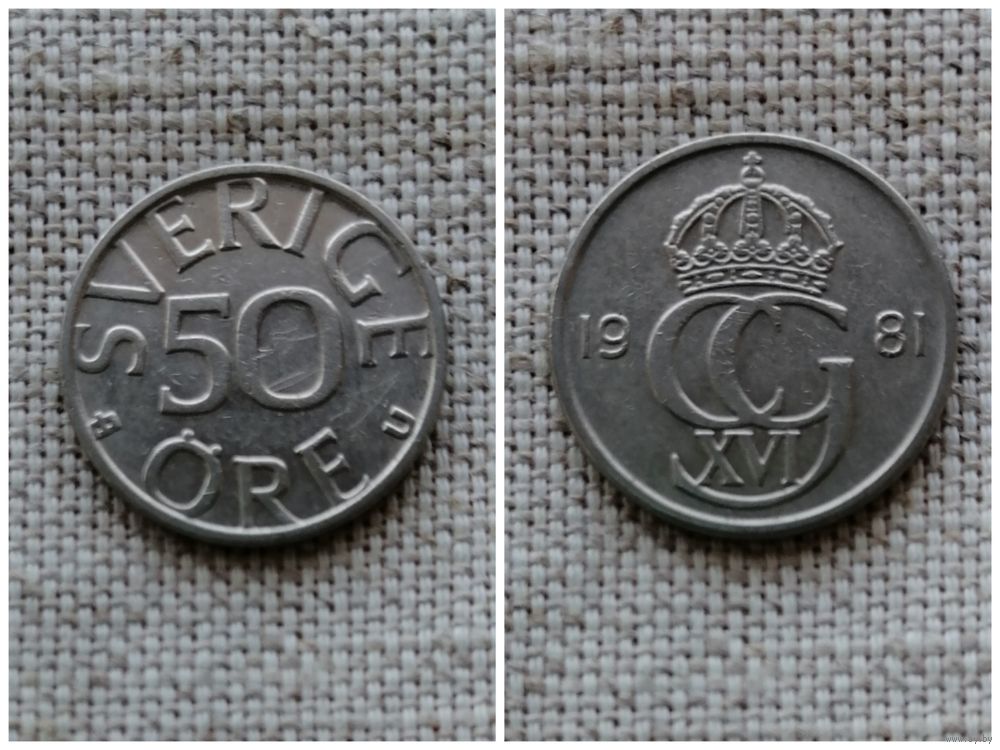 SVERIGE
50
ÖRE
U
19 81
CG
XVI